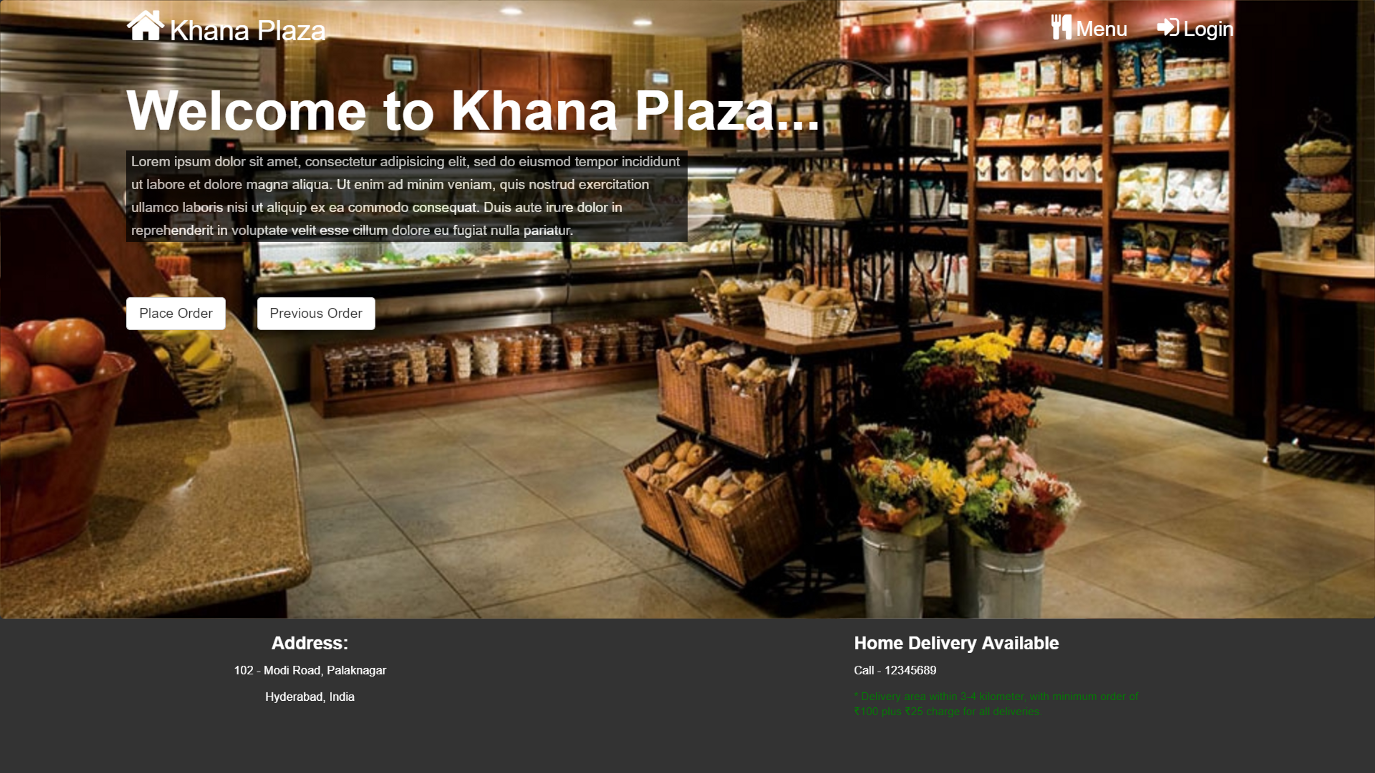 Khana Plaza
Menu
Login
Welcome to Khana Plaza...
Lorem ipsum dolor sit amet, consectetur adipisicing elit, sed do eiusmod tempor incididunt
ut labore et dolore magna aliqua. Ut enim ad minim veniam, quis nostrud exercitation
ullamco laboris nisi ut aliquip ex ea commodo consequat. Duis aute irure dolor in
reprehenderit in voluptate velit esse cillum dolore eu fugiat nulla pariatur.
Place Order
Previous Order
Address:
102 - Modi Road, Palaknagar
Hyderabad, India
Home Delivery Available
Call - 12345689
* Delivery area within 3-4 kilometer, with minimum order of
₹100 plus ₹25 charge for all deliveries